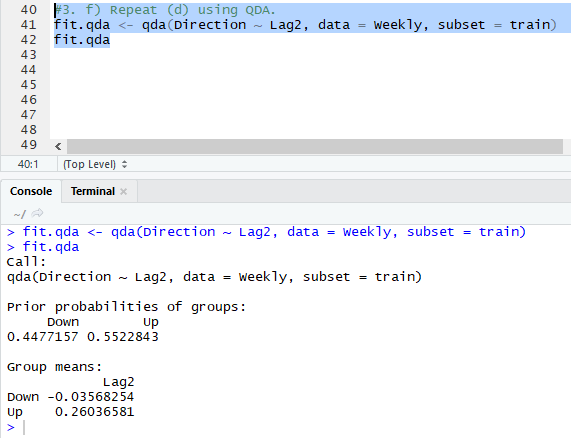 40 #3. f) Repeat (d) using QDA.
41 fit.qda <- qda(Direction ~ Lag2, data = Weekly, subset = train)
42 fit.qda
43
44
45
46
47
48
49
40:1 (Top Level)
Console Terminal ×
~/
> fit.qda <- qda(Direction ~ Lag2, data = Weekly, subset = train)
> fit.qda
Call:
qda(Direction ~ Lag2, data = Weekly, subset = train)
Prior probabilities of groups:
Down Up
0.4477157 0.5522843
Group means:
Lag2
Down -0.03568254
Up 0.26036581
>